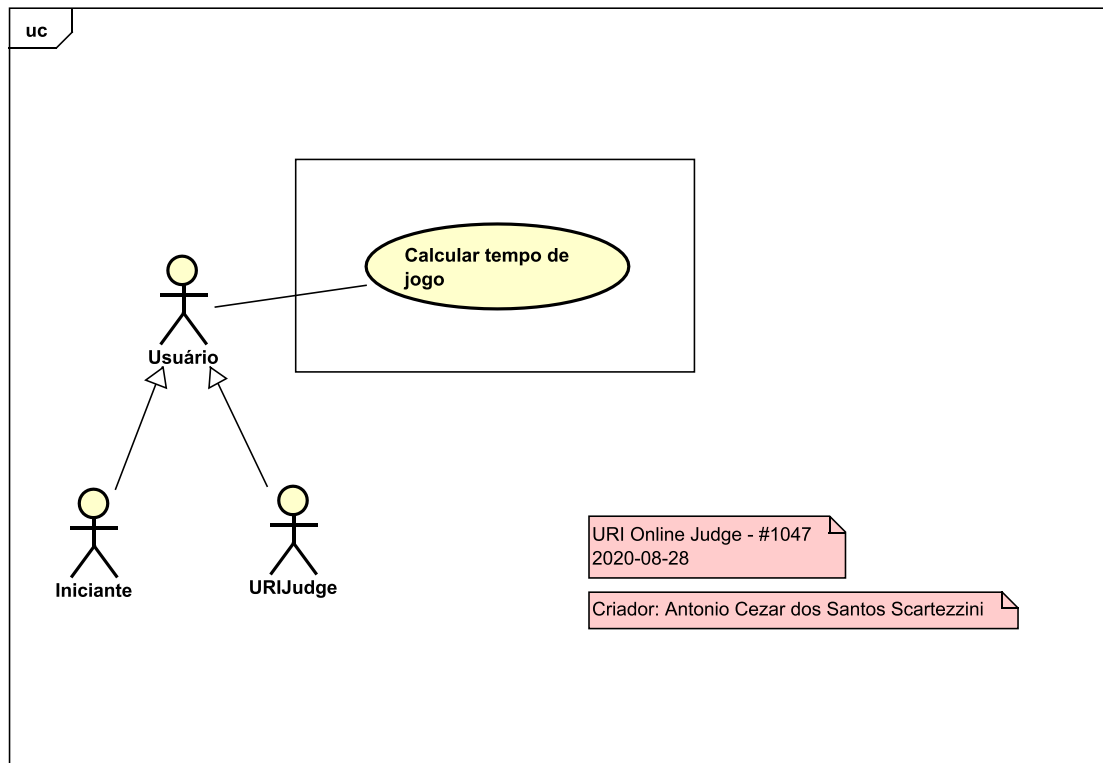 uc
Calcular tempo de
jogo
Usuário
Iniciante
URIJudge
URI Online Judge - #1047
2020-08-28
Criador: Antonio Cezar dos Santos Scartezzini